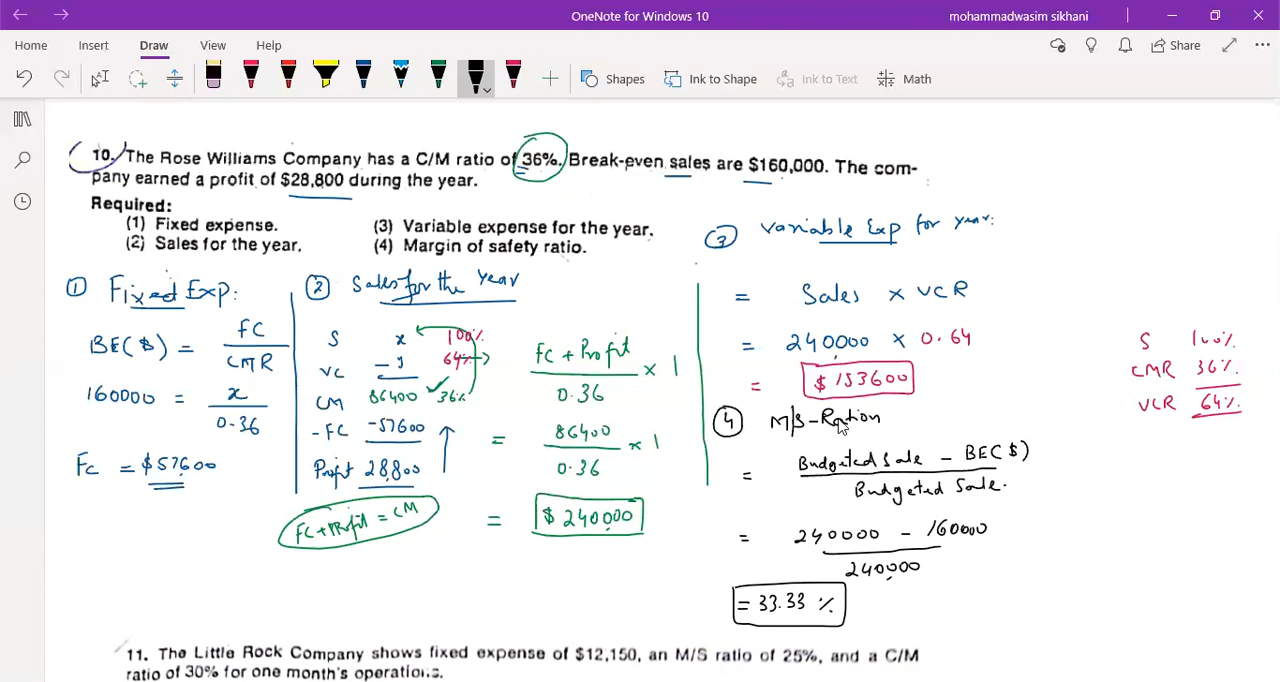 OneNote for Windows 10
mohammadwasim sikhani
Home Insert Draw View Help
Share
Shapes Ink to Shape Ink to Text Math
10. The Rose Williams Company has a C/M ratio of 36%. Break-even sales are $160,000. The com-
pany earned a profit of $28,800 during the year.
Required:
(1) Fixed expense. (3) Variable expense for the year.
(2) Sales for the year. (4) Margin of safety ratio.
① Fixed Exp:
BE($) = FC / CMR
160000 = x / 0.36
FC = $57600
② Sales for the Year
S x 100%
VC - y 64%
CM 86400 36%
- FC -57600
Profit 28,800
FC + Profit = CM
FC + Profit / 0.36 × 1
= 86400 / 0.36 × 1
= $ 240000
③ Variable Exp for year:
= Sales × VCR
= 240000 × 0.64
= $ 153600
S 100%
CMR 36%
VCR 64%
④ M/S-Ration
= Budgeted Sale - BE($) / Budgeted Sale.
= 240000 - 160000 / 240000
= 33.33 %
11. The Little Rock Company shows fixed expense of $12,150, an M/S ratio of 25%, and a C/M
ratio of 30% for one month's operations.